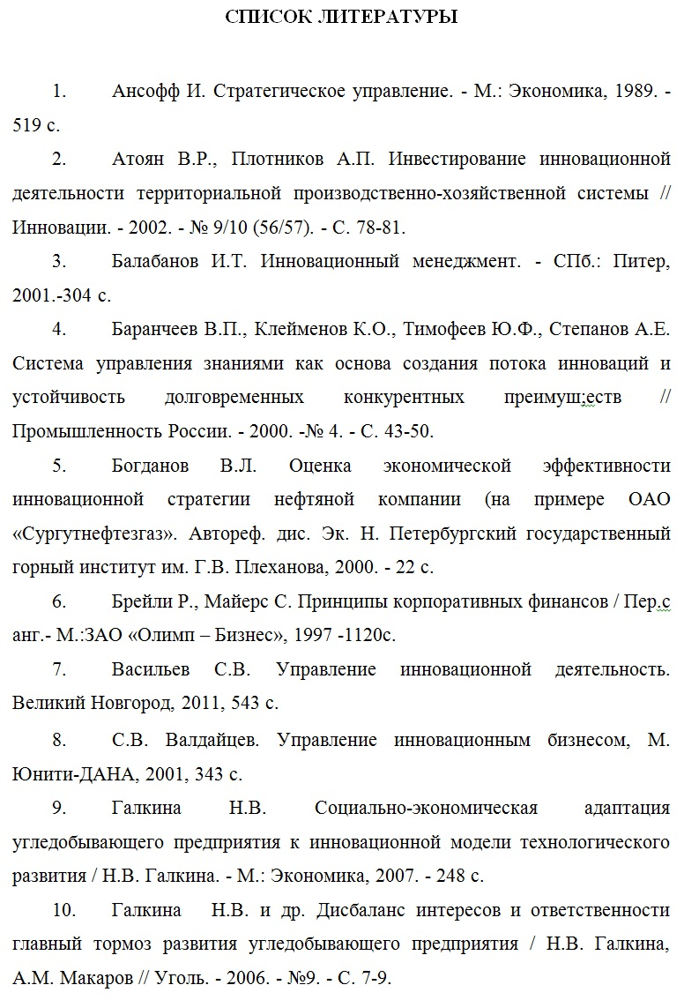 СПИСОК ЛИТЕРАТУРЫ
1. Ансофф И. Стратегическое управление. - М.: Экономика, 1989. -
519 с.
2. Атоян В.Р., Плотников А.П. Инвестирование инновационной
деятельности территориальной производственно-хозяйственной системы //
Инновации. - 2002. - № 9/10 (56/57). - С. 78-81.
3. Балабанов И.Т. Инновационный менеджмент. - СПб.: Питер,
2001.-304 с.
4. Баранчеев В.П., Клейменов К.О., Тимофеев Ю.Ф., Степанов А.Е.
Система управления знаниями как основа создания потока инноваций и
устойчивость долговременных конкурентных преимуш;еств //
Промышленность России. - 2000. -№ 4. - С. 43-50.
5. Богданов В.Л. Оценка экономической эффективности
инновационной стратегии нефтяной компании (на примере ОАО
«Сургутнефтезгаз». Автореф. дис. Эк. Н. Петербургский государственный
горный институт им. Г.В. Плеханова, 2000. - 22 с.
6. Брейли Р., Майерс С. Принципы корпоративных финансов / Пер.с
анг.- М.:ЗАО «Олимп – Бизнес», 1997 -1120с.
7. Васильев С.В. Управление инновационной деятельность.
Великий Новгород, 2011, 543 с.
8. С.В. Валдайцев. Управление инновационным бизнесом, М.
Юнити-ДАНА, 2001, 343 с.
9. Галкина Н.В. Социально-экономическая адаптация
угледобывающего предприятия к инновационной модели технологического
развития / Н.В. Галкина. - М.: Экономика, 2007. - 248 с.
10. Галкина Н.В. и др. Дисбаланс интересов и ответственности
главный тормоз развития угледобывающего предприятия / Н.В. Галкина,
А.М. Макаров // Уголь. - 2006. - №9. - С. 7-9.